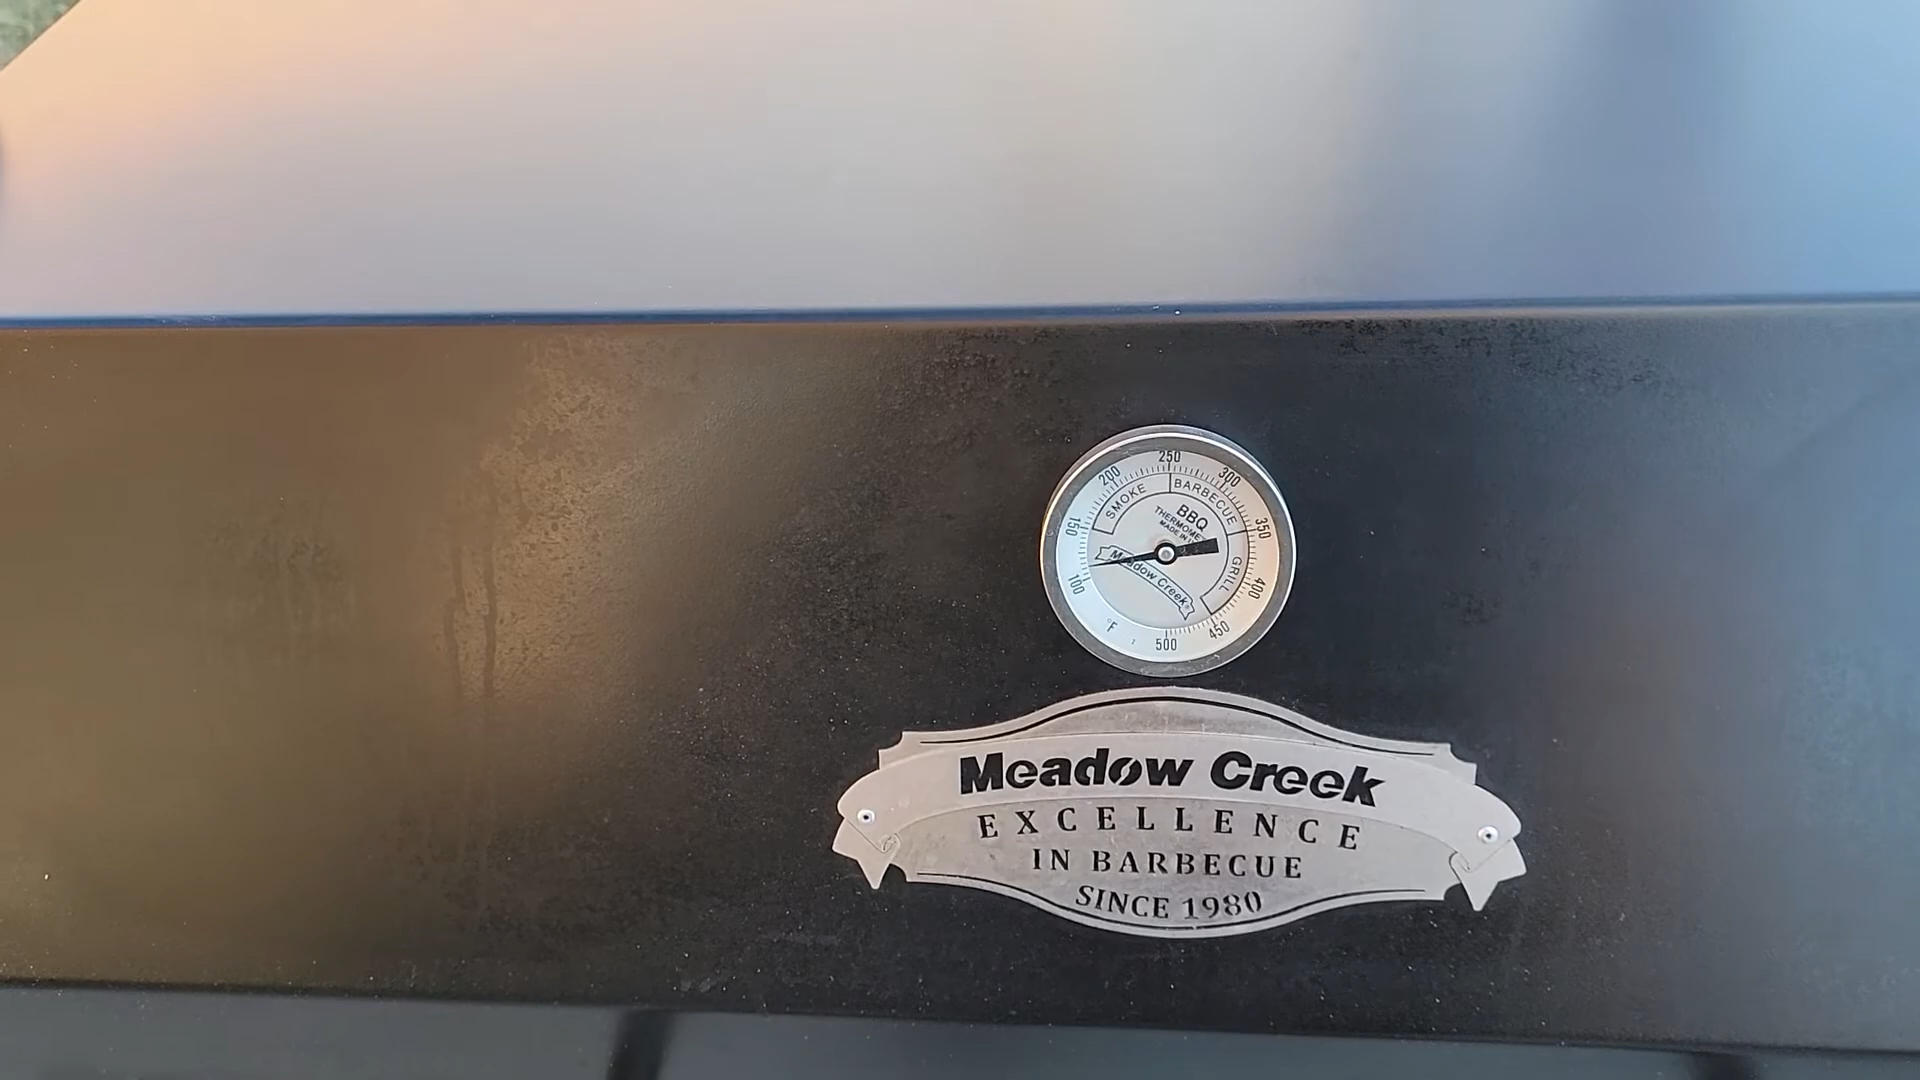 250
200
300
SMOKE
BARBECUE
BBQ
150
350
Meadow Creek
GRILL
100
400
°F
450
500
Meadow Creek
EXCELLENCE
IN BARBECUE
SINCE 1980